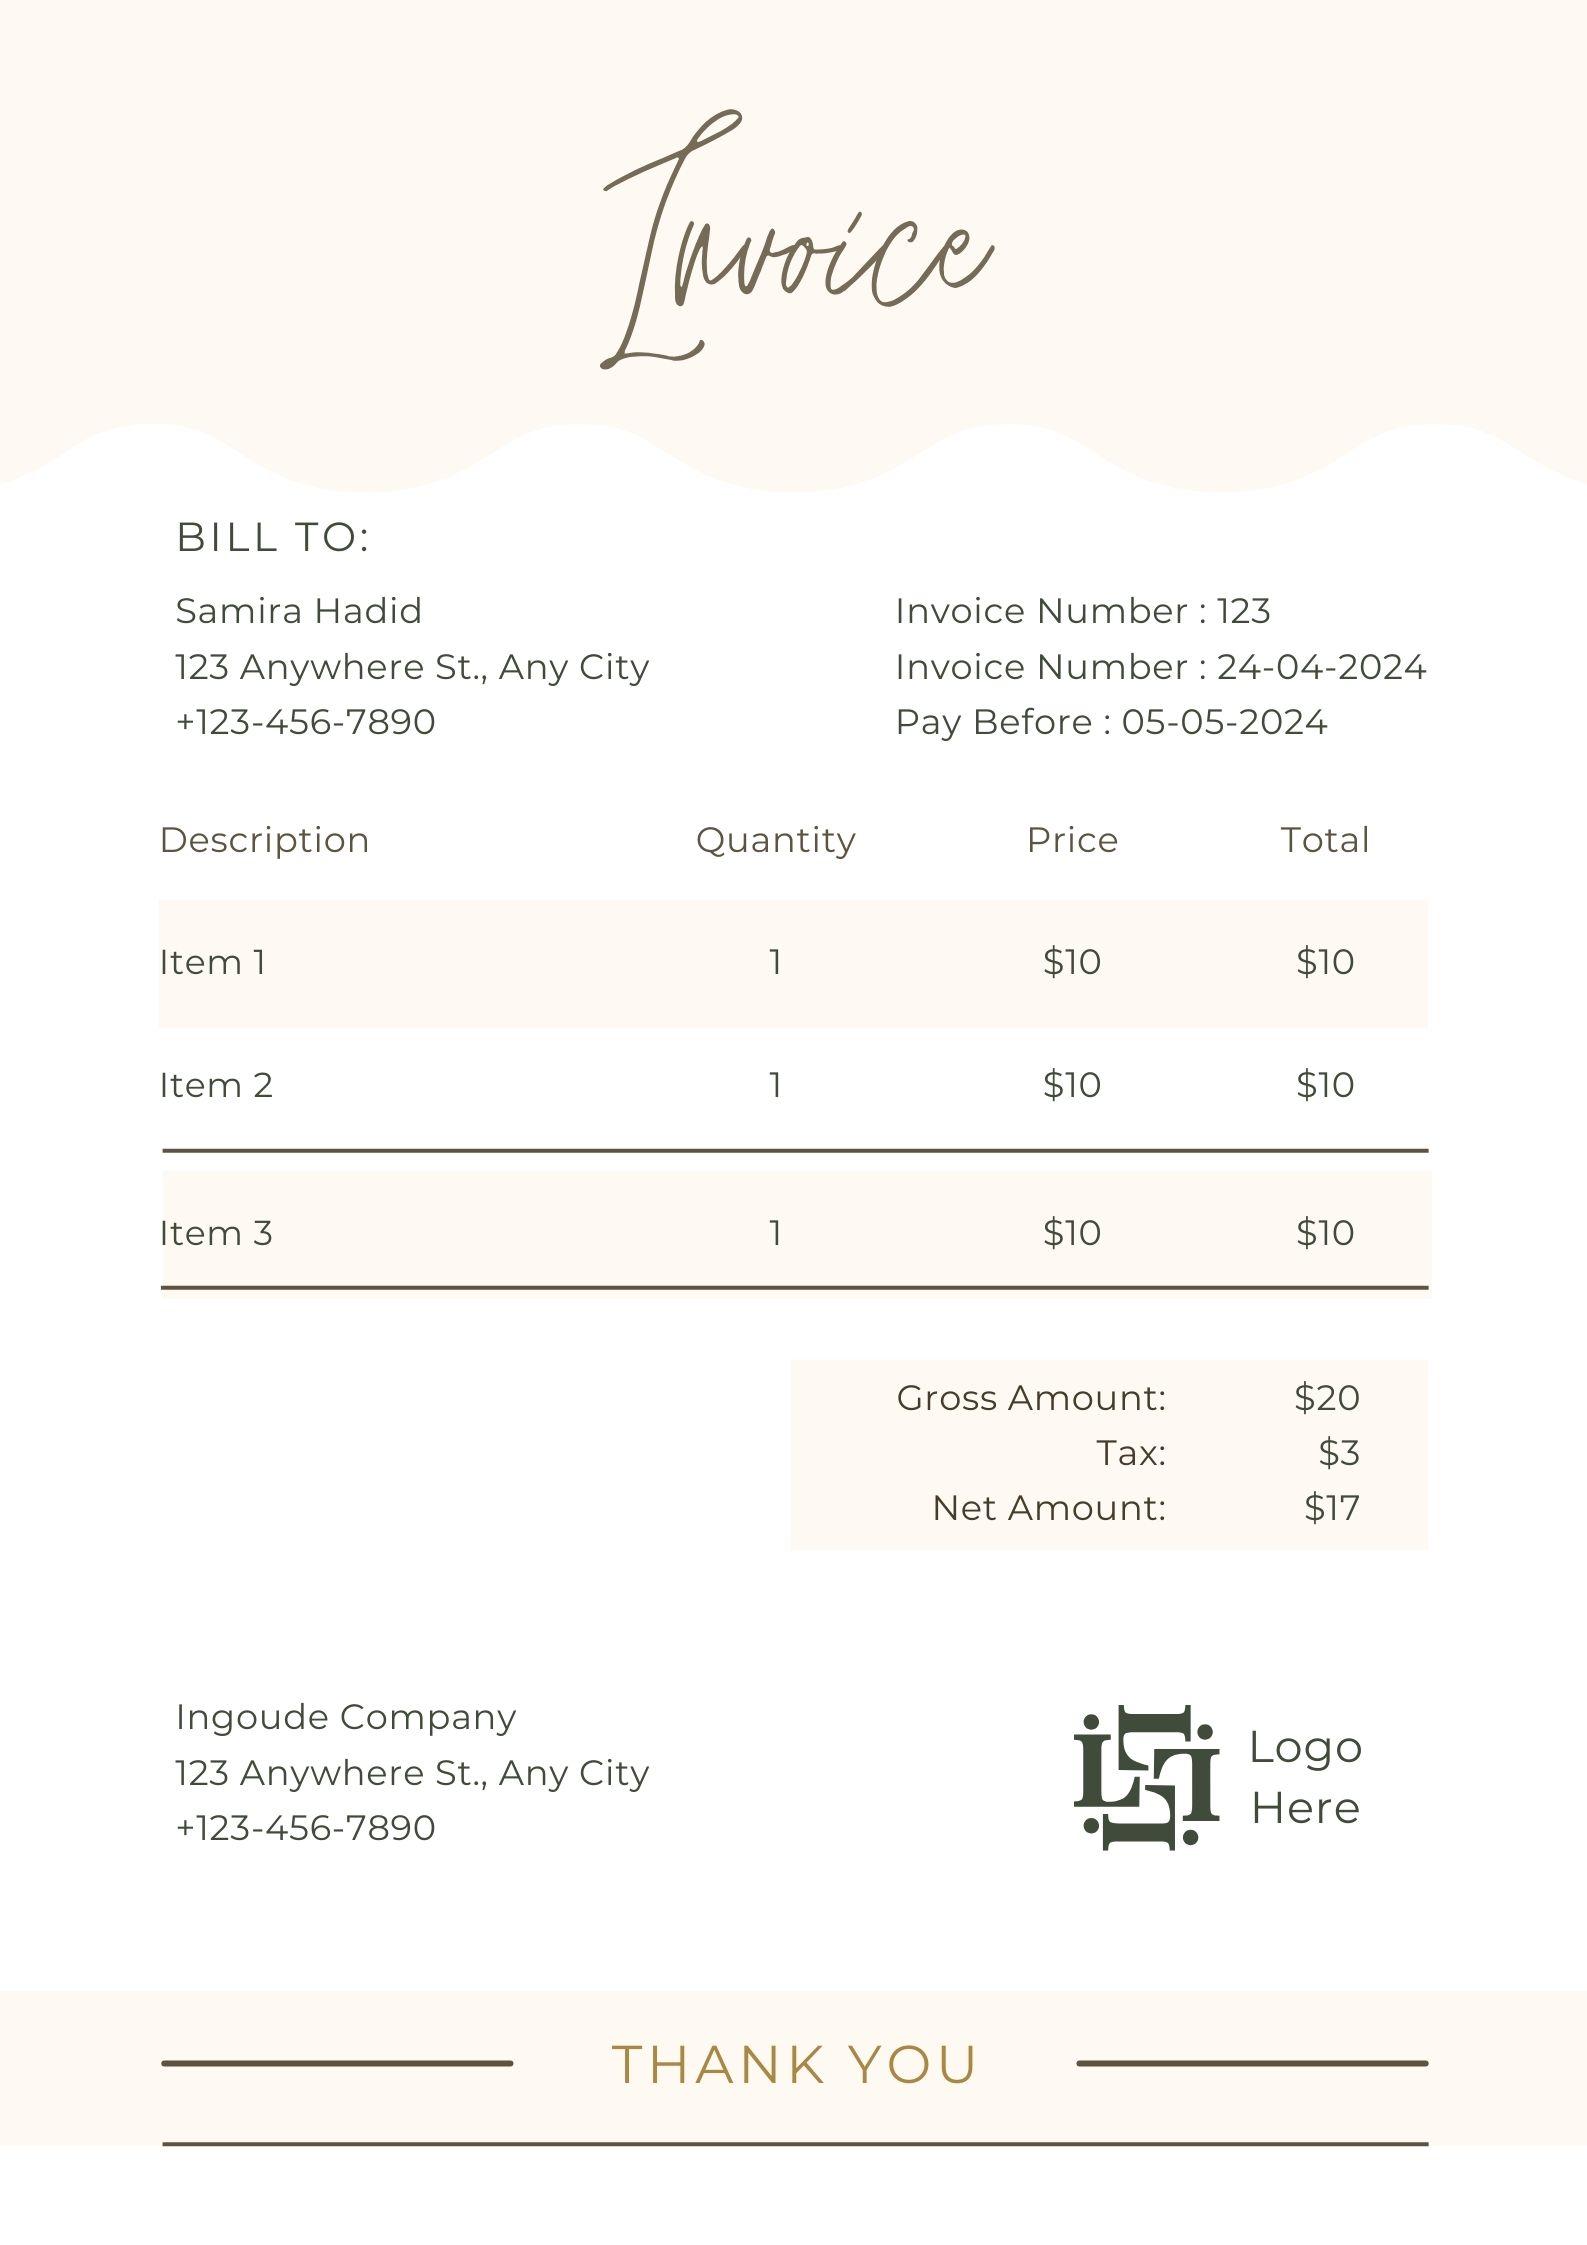 Invoice
BILL TO:
Samira Hadid
123 Anywhere St., Any City
+123-456-7890
Invoice Number : 123
Invoice Number : 24-04-2024
Pay Before : 05-05-2024
Description Quantity Price Total
Item 1 1 $10 $10
Item 2 1 $10 $10
Item 3 1 $10 $10
Gross Amount: $20
Tax: $3
Net Amount: $17
Ingoude Company
123 Anywhere St., Any City
+123-456-7890
Logo
Here
THANK YOU